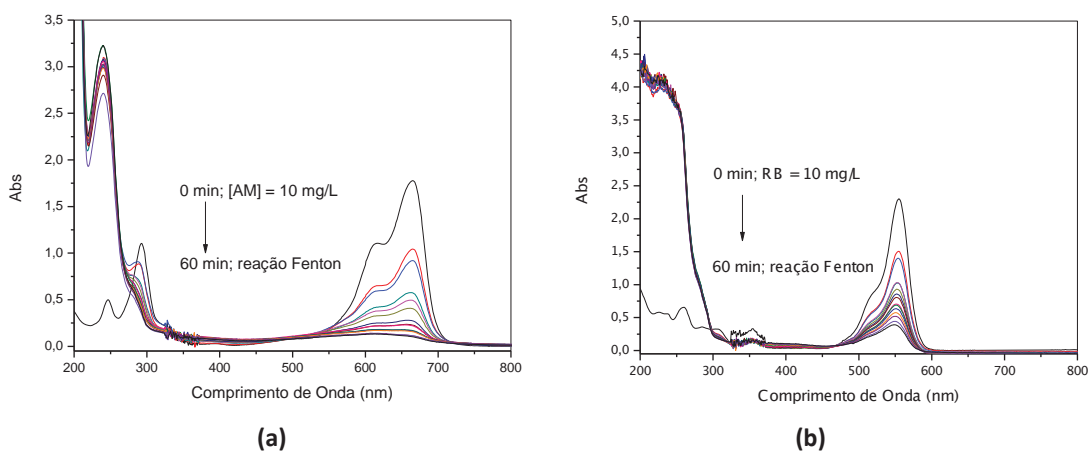 3,5
3,0
2,5
2,0
1,5
1,0
0,5
0,0
Abs
0 min; [AM] = 10 mg/L
60 min; reação Fenton
200 300 400 500 600 700 800
Comprimento de Onda (nm)
(a)
5,0
4,5
4,0
3,5
3,0
2,5
2,0
1,5
1,0
0,5
0,0
Abs
0 min; RB = 10 mg/L
60 min; reação Fenton
200 300 400 500 600 700 800
Comprimento de Onda (nm)
(b)